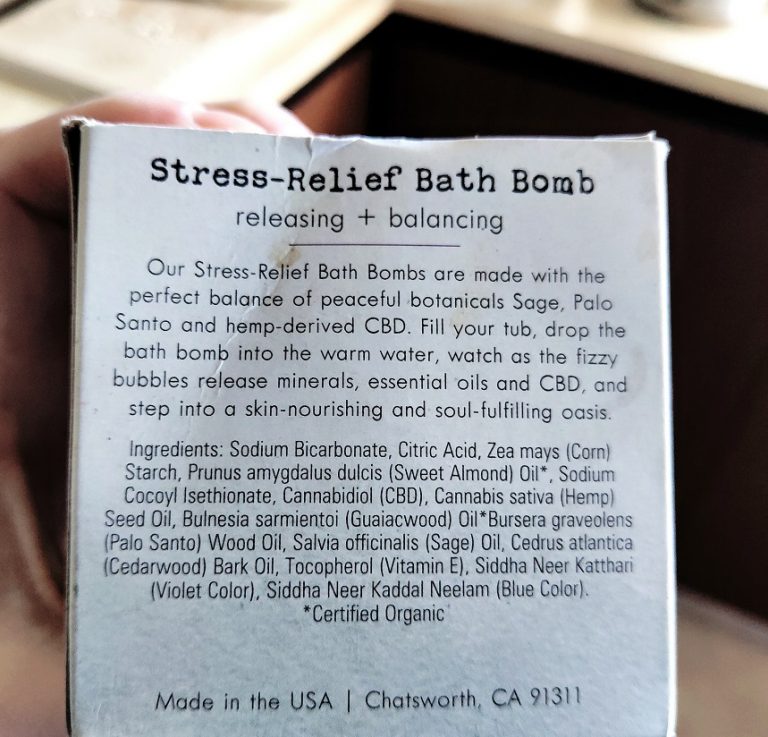 Stress-Relief Bath Bomb
releasing + balancing
Our Stress-Relief Bath Bombs are made with the
perfect balance of peaceful botanicals Sage, Palo
Santo and hemp-derived CBD. Fill your tub, drop the
bath bomb into the warm water, watch as the fizzy
bubbles release minerals, essential oils and CBD, and
step into a skin-nourishing and soul-fulfilling oasis.
Ingredients: Sodium Bicarbonate, Citric Acid, Zea mays (Corn)
Starch, Prunus amygdalus dulcis (Sweet Almond) Oil*, Sodium
Cocoyl Isethionate, Cannabidiol (CBD), Cannabis sativa (Hemp)
Seed Oil, Bulnesia sarmientoi (Guaiacwood) Oil*Bursera graveolens
(Palo Santo) Wood Oil, Salvia officinalis (Sage) Oil, Cedrus atlantica
(Cedarwood) Bark Oil, Tocopherol (Vitamin E), Siddha Neer Katthari
(Violet Color), Siddha Neer Kaddal Neelam (Blue Color).
*Certified Organic
Made in the USA | Chatsworth, CA 91311